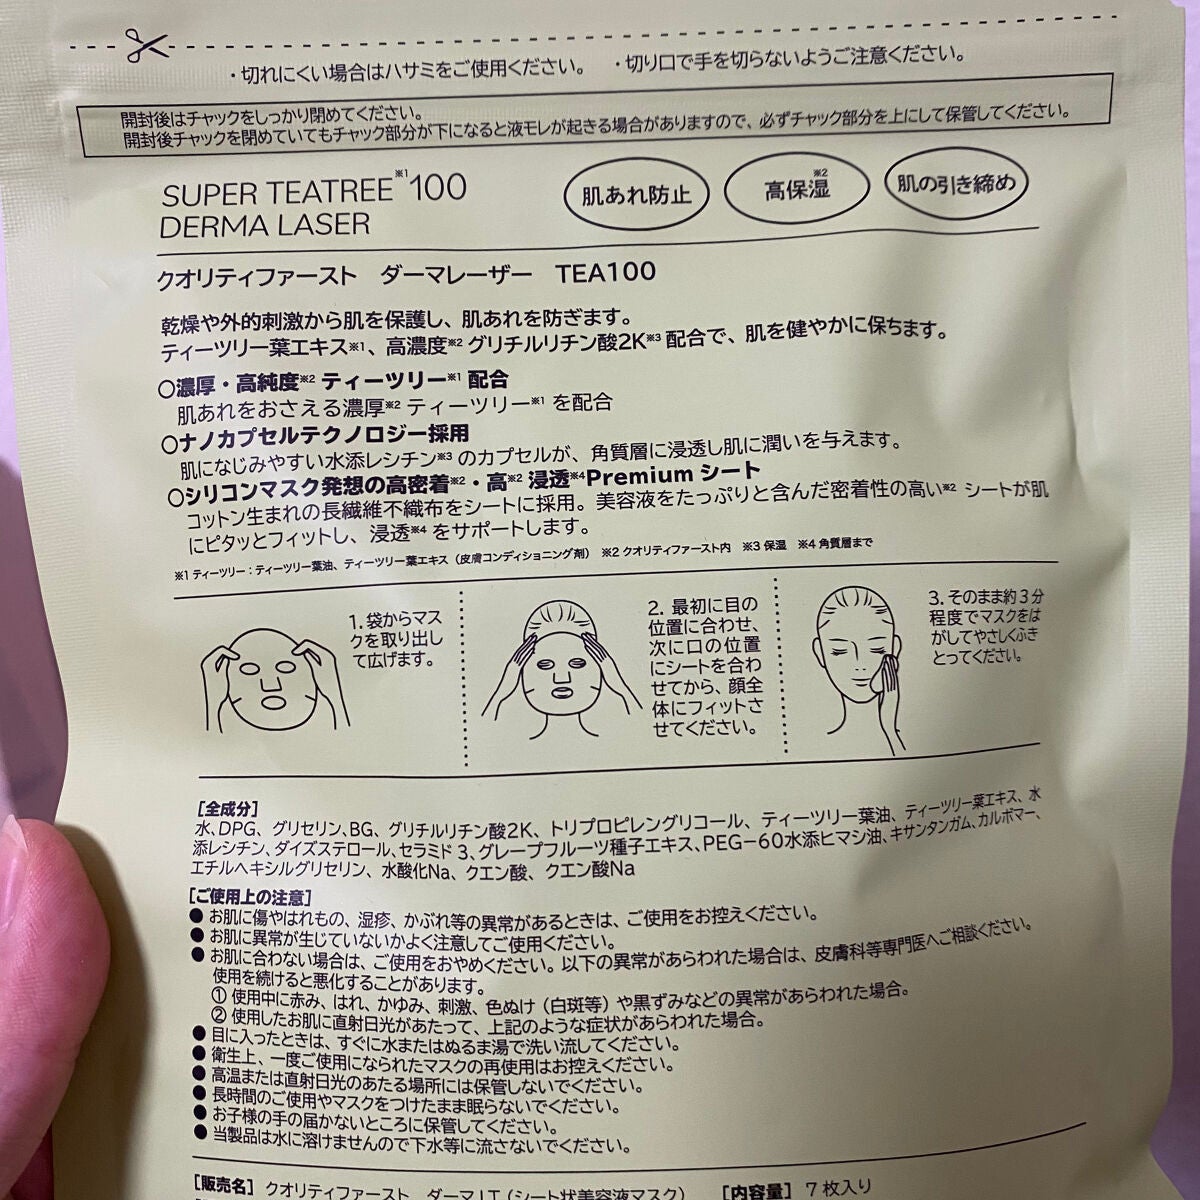 ・切れにくい場合はハサミをご使用ください。 ・切り口で手を切らないようご注意ください。
開封後はチャックをしっかり閉めてください。
開封後チャックを閉めていてもチャック部分が下になると液モレが起きる場合がありますので、必ずチャック部分を上にして保管してください。
SUPER TEATREE※1 100
DERMA LASER
肌あれ防止
高保湿※2
肌の引き締め
クオリティファースト ダーマレーザー TEA100
乾燥や外的刺激から肌を保護し、肌あれを防ぎます。
ティーツリー葉エキス※1、高濃度※2 グリチルリチン酸2K※3 配合で、肌を健やかに保ちます。
○濃厚・高純度※2 ティーツリー※1 配合
肌あれをおさえる濃厚※2 ティーツリー※1 を配合
○ナノカプセルテクノロジー採用
肌になじみやすい水添レシチン※3 のカプセルが、角質層に浸透し肌に潤いを与えます。
○シリコンマスク発想の高密着※2・高※2 浸透※4 Premium シート
コットン生まれの長繊維不織布をシートに採用。美容液をたっぷりと含んだ密着性の高い※2 シートが肌
にピタッとフィットし、浸透※4 をサポートします。
※1 ティーツリー：ティーツリー葉油、ティーツリー葉エキス（皮膚コンディショニング剤） ※2 クオリティファースト内 ※3 保湿 ※4 角質層まで
1. 袋からマス
クを取り出し
て広げます。
2. 最初に目の
位置に合わせ、
次に口の位置
にシートを合わ
せてから、顔全
体にフィットさ
せてください。
3. そのまま約3分
程度でマスクをは
がしてやさしくふき
とってください。
［全成分］
水、DPG、グリセリン、BG、グリチルリチン酸2K、トリプロピレングリコール、ティーツリー葉油、ティーツリー葉エキス、水
添レシチン、ダイズステロール、セラミド3、グレープフルーツ種子エキス、PEG-60水添ヒマシ油、キサンタンガム、カルボマー、
エチルヘキシルグリセリン、水酸化Na、クエン酸、クエン酸Na
［ご使用上の注意］
● お肌に傷やはれもの、湿疹、かぶれ等の異常があるときは、ご使用をお控えください。
● お肌に異常が生じていないかよく注意してご使用ください。
● お肌に合わない場合は、ご使用をおやめください。以下の異常があらわれた場合は、皮膚科等専門医へご相談ください。
使用を続けると悪化することがあります。
① 使用中に赤み、はれ、かゆみ、刺激、色ぬけ（白斑等）や黒ずみなどの異常があらわれた場合。
② 使用したお肌に直射日光があたって、上記のような症状があらわれた場合。
● 目に入ったときは、すぐに水またはぬるま湯で洗い流してください。
● 衛生上、一度ご使用になられたマスクの再使用はお控えください。
● 高温または直射日光のあたる場所には保管しないでください。
● 長時間のご使用やマスクをつけたまま眠らないでください。
● お子様の手の届かないところに保管してください。
● 当製品は水に溶けませんので下水等に流さないでください。
［販売名］ クオリティファースト ダーマLT（シート状美容液マスク） ［内容量］ 7枚入り